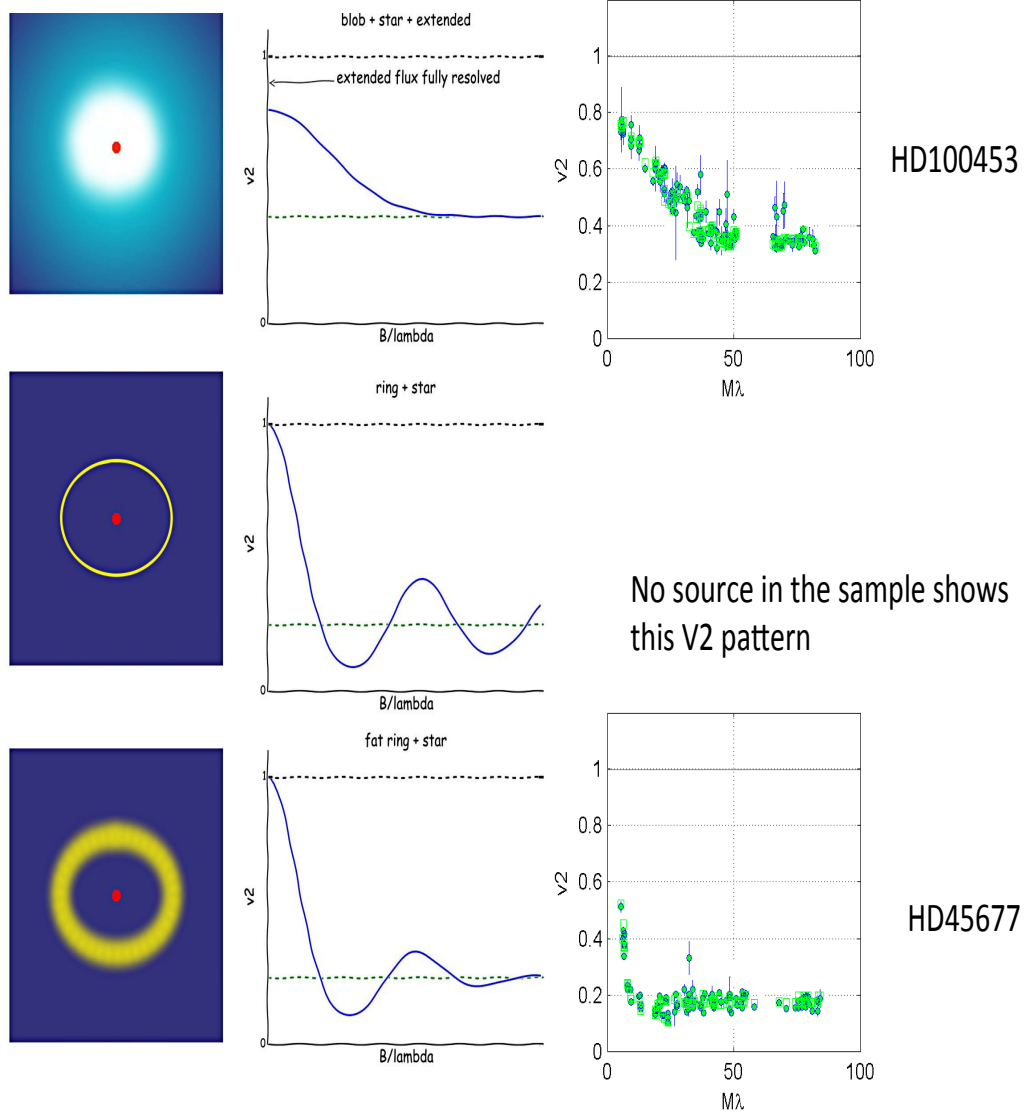 blob + star + extended
1
extended flux fully resolved
v2
0
B/lambda
1
0.8
0.6
0.4
0.2
0
v2
0
50
100
Mλ
HD100453
ring + star
1
v2
0
B/lambda
No source in the sample shows
this V2 pattern
fat ring + star
1
v2
0
B/lambda
1
0.8
0.6
0.4
0.2
0
v2
0
50
100
Mλ
HD45677